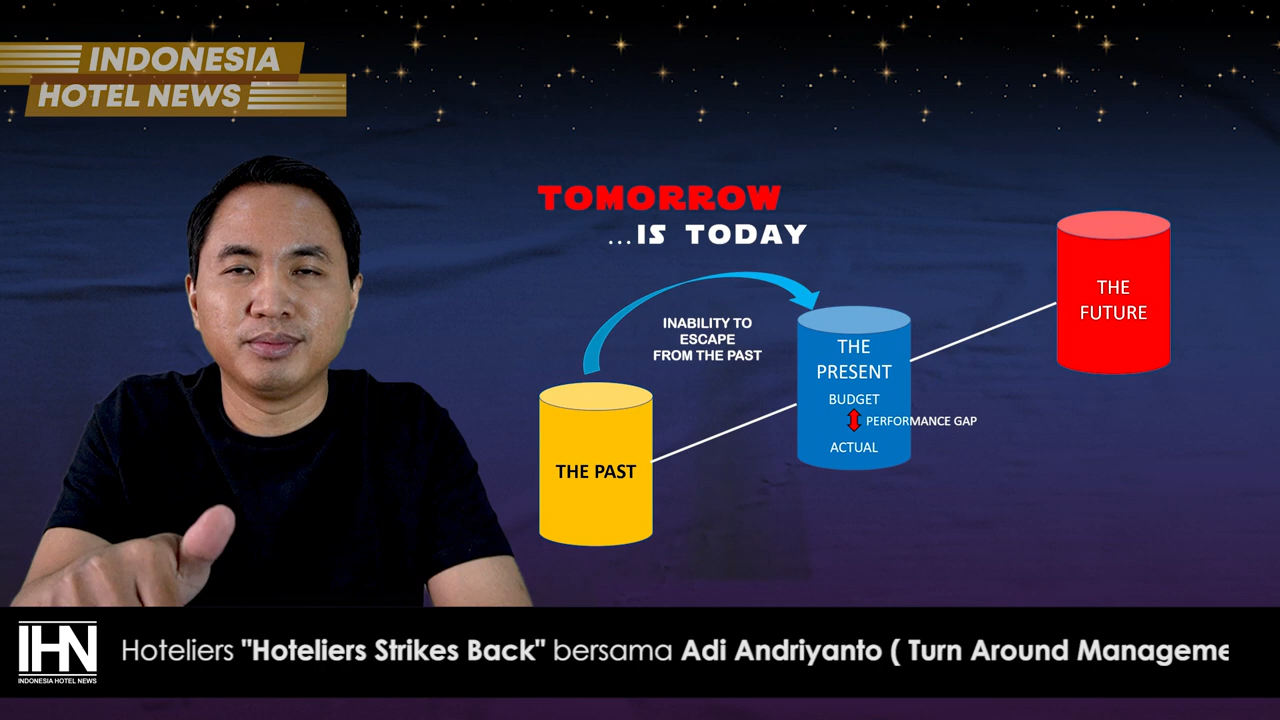 INDONESIA
HOTEL NEWS
TOMORROW
...IS TODAY
INABILITY TO
ESCAPE
FROM THE PAST
THE PAST
THE
PRESENT
BUDGET
PERFORMANCE GAP
ACTUAL
THE
FUTURE
IHN
INDONESIA HOTEL NEWS
Hoteliers "Hoteliers Strikes Back" bersama Adi Andriyanto ( Turn Around Manageme